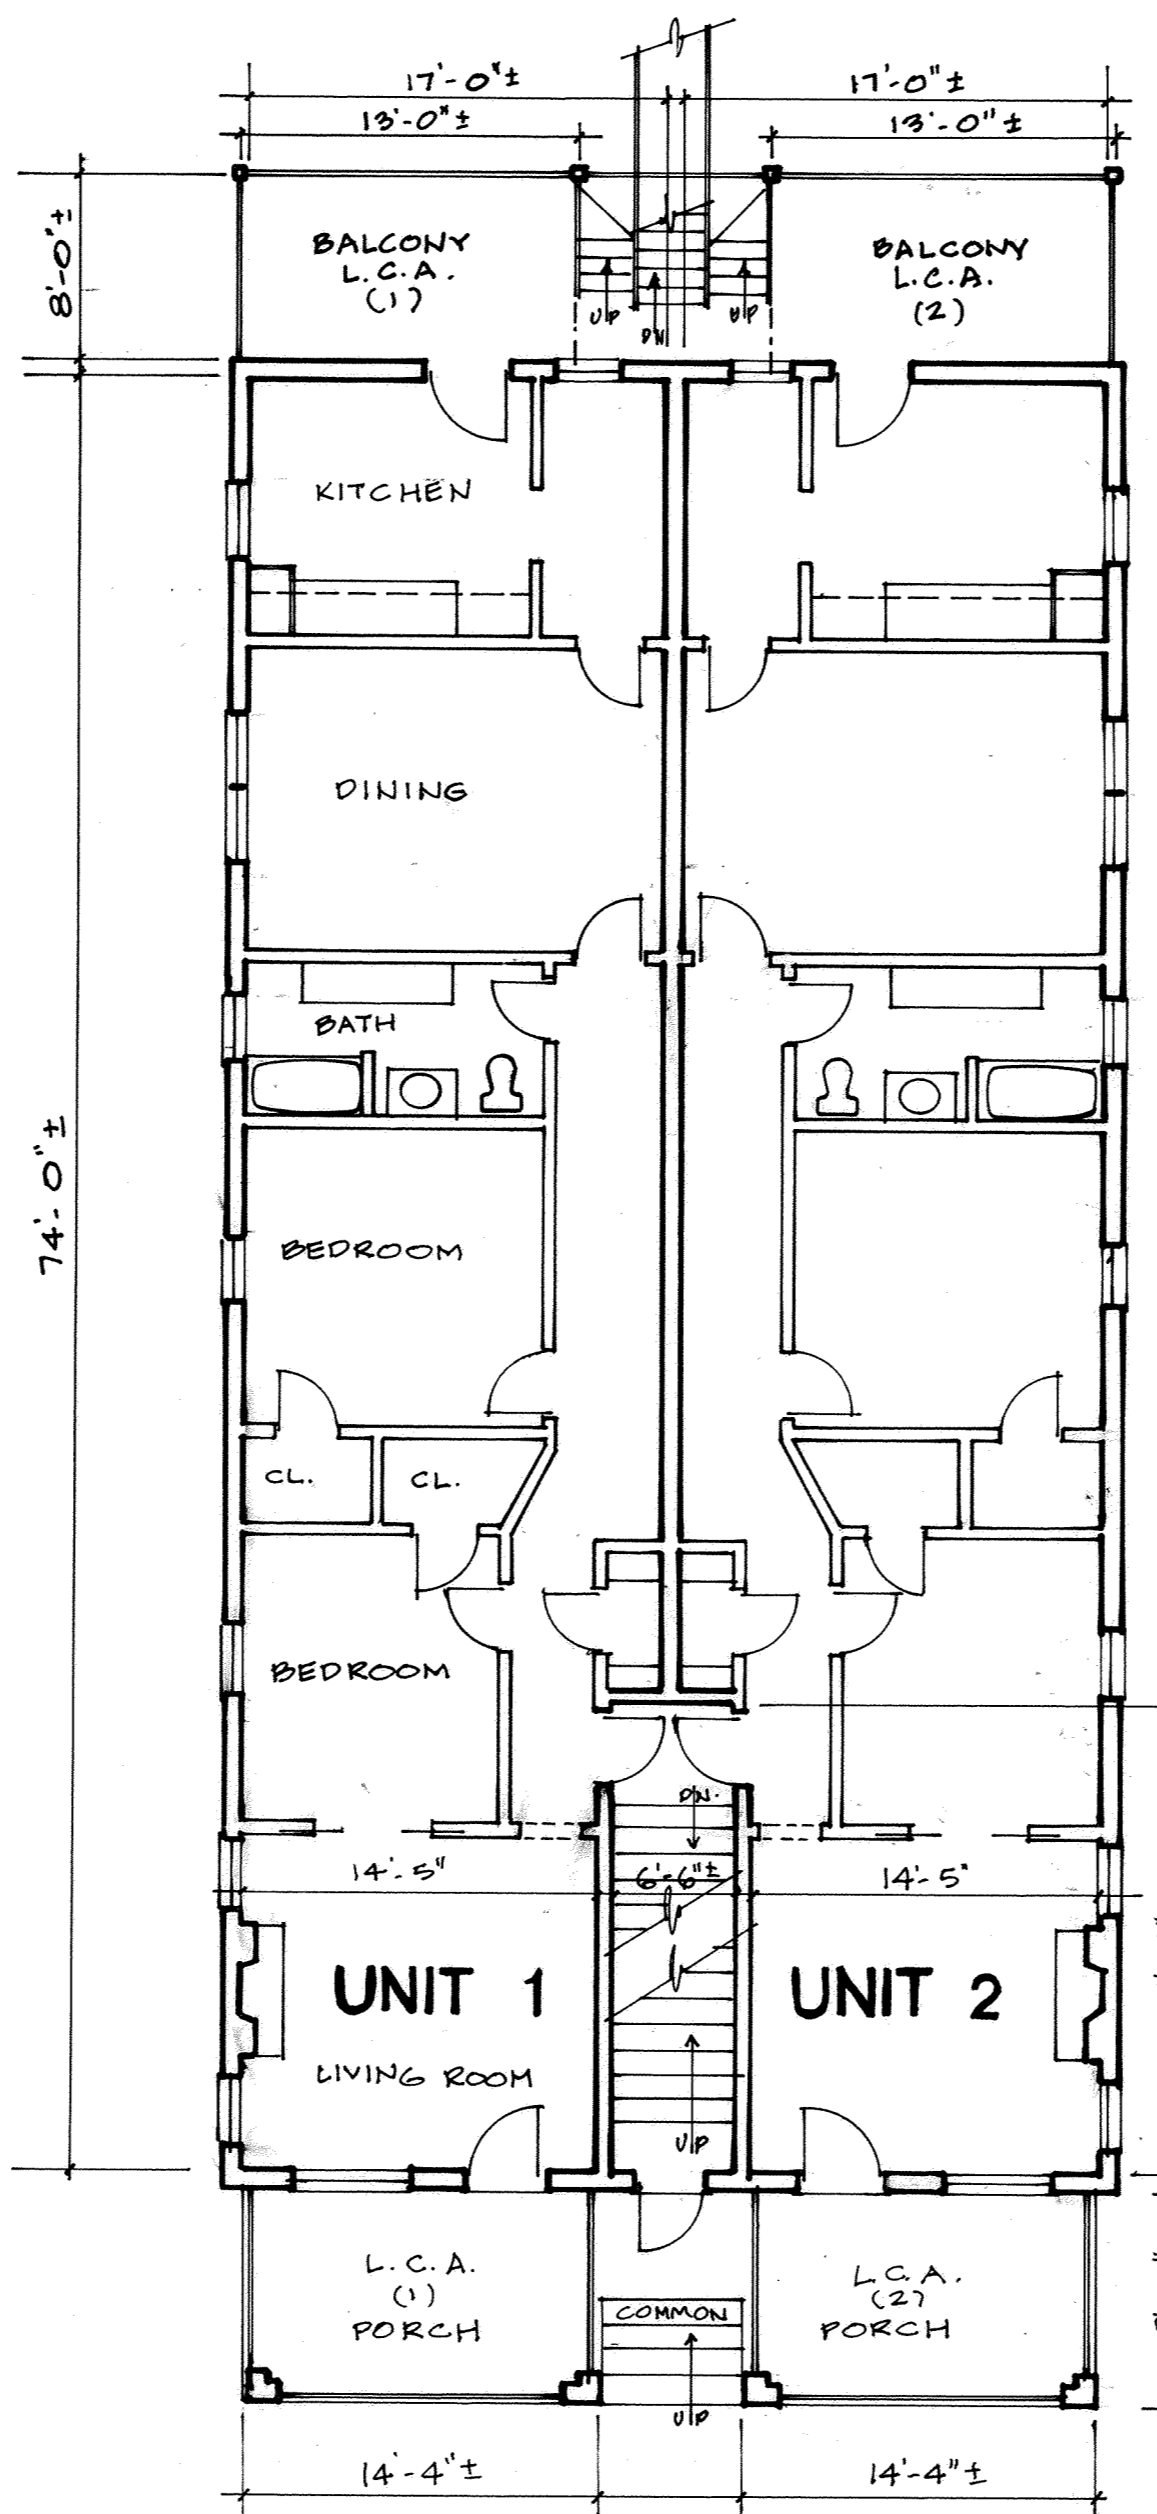 17'-0"± 17'-0"±
13'-0"± 13'-0"±
8'-0"±
BALCONY
L.C.A.
(1)
BALCONY
L.C.A.
(2)
UP
DN
UP
KITCHEN
DINING
BATH
74'-0"±
BEDROOM
CL.
CL.
BEDROOM
DN.
14'-5"
6'-6"±
14'-5"
UNIT 1
UNIT 2
LIVING ROOM
UP
L.C.A.
(1)
PORCH
L.C.A.
(2)
PORCH
COMMON
UP
14'-4"±
14'-4"±